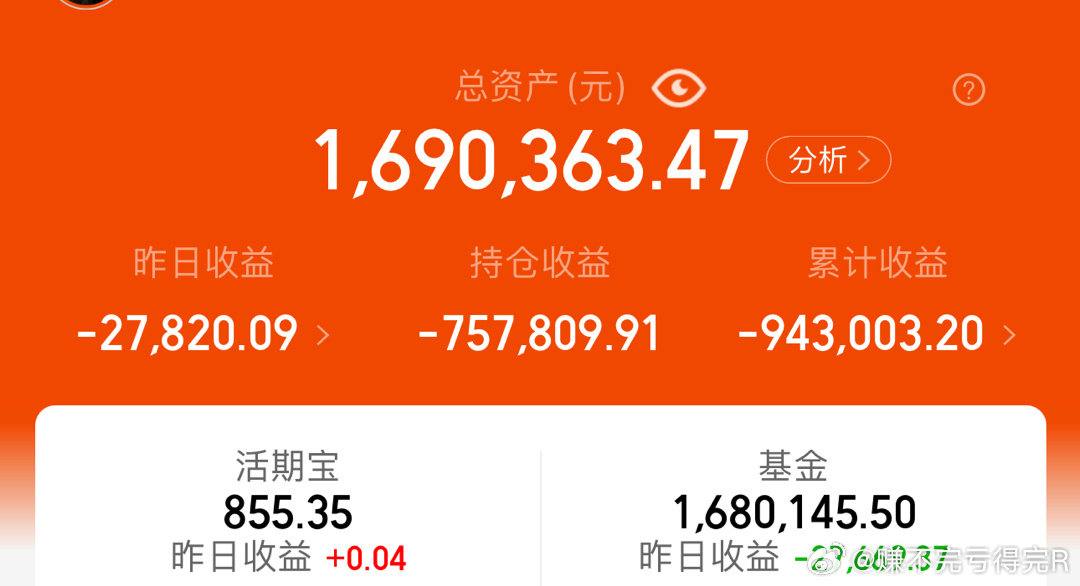 总资产(元)
1,690,363.47 分析 >
昨日收益 持仓收益 累计收益
-27,820.09 > -757,809.91 -943,003.20 >
活期宝 基金
855.35 1,680,145.50
昨日收益 +0.04 昨日收益
@赚不完亏得完R